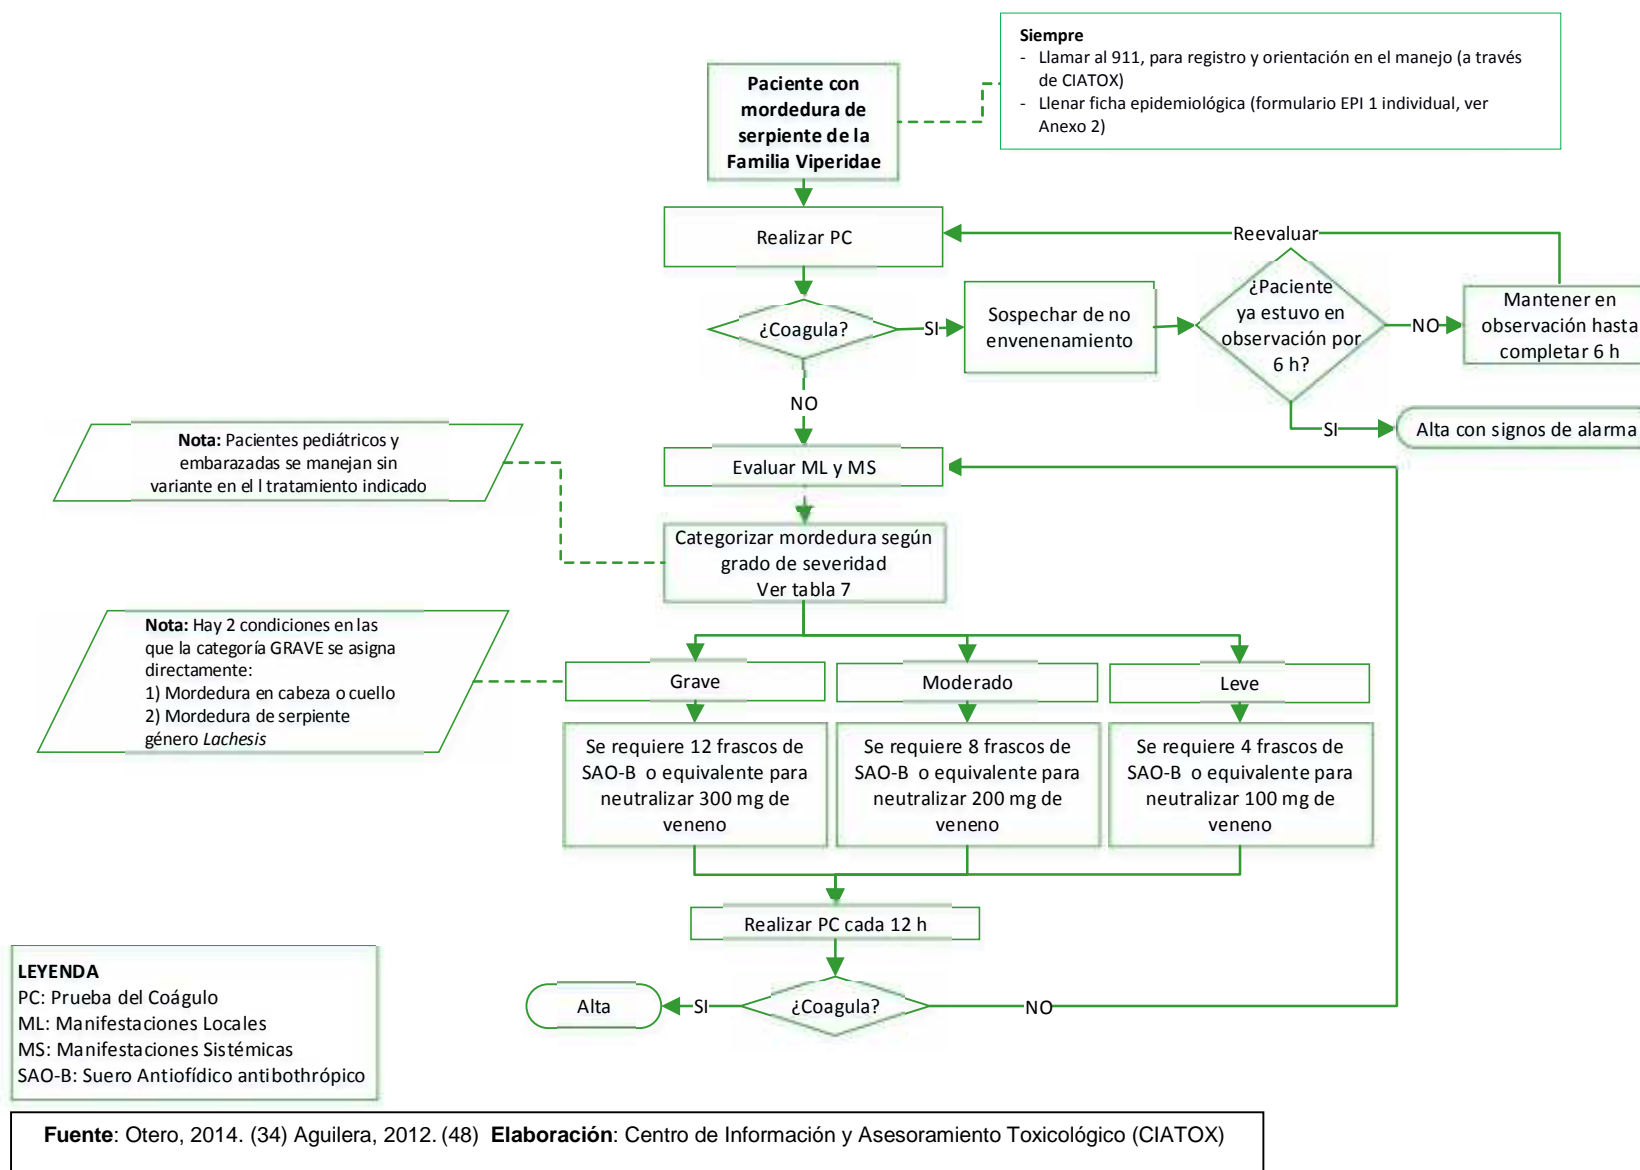 Siempre
- Llamar al 911, para registro y orientación en el manejo (a través
de CIATOX)
- Llenar ficha epidemiológica (formulario EPI 1 individual, ver
Anexo 2)
Paciente con
mordedura de
serpiente de la
Familia Viperidae
Realizar PC
Reevaluar
¿Coagula?
SI
Sospechar de no
envenenamiento
¿Paciente
ya estuvo en
observación por
6 h?
NO
Mantener en
observación hasta
completar 6 h
SI
Alta con signos de alarma
NO
Nota: Pacientes pediátricos y
embarazadas se manejan sin
variante en el l tratamiento indicado
Evaluar ML y MS
Categorizar mordedura según
grado de severidad
Ver tabla 7
Nota: Hay 2 condiciones en las
que la categoría GRAVE se asigna
directamente:
1) Mordedura en cabeza o cuello
2) Mordedura de serpiente
género Lachesis
Grave
Moderado
Leve
Se requiere 12 frascos de
SAO-B o equivalente para
neutralizar 300 mg de
veneno
Se requiere 8 frascos de
SAO-B o equivalente para
neutralizar 200 mg de
veneno
Se requiere 4 frascos de
SAO-B o equivalente para
neutralizar 100 mg de
veneno
Realizar PC cada 12 h
¿Coagula?
SI
Alta
NO
LEYENDA
PC: Prueba del Coágulo
ML: Manifestaciones Locales
MS: Manifestaciones Sistémicas
SAO-B: Suero Antiofídico antibothrópico
Fuente: Otero, 2014. (34) Aguilera, 2012. (48) Elaboración: Centro de Información y Asesoramiento Toxicológico (CIATOX)